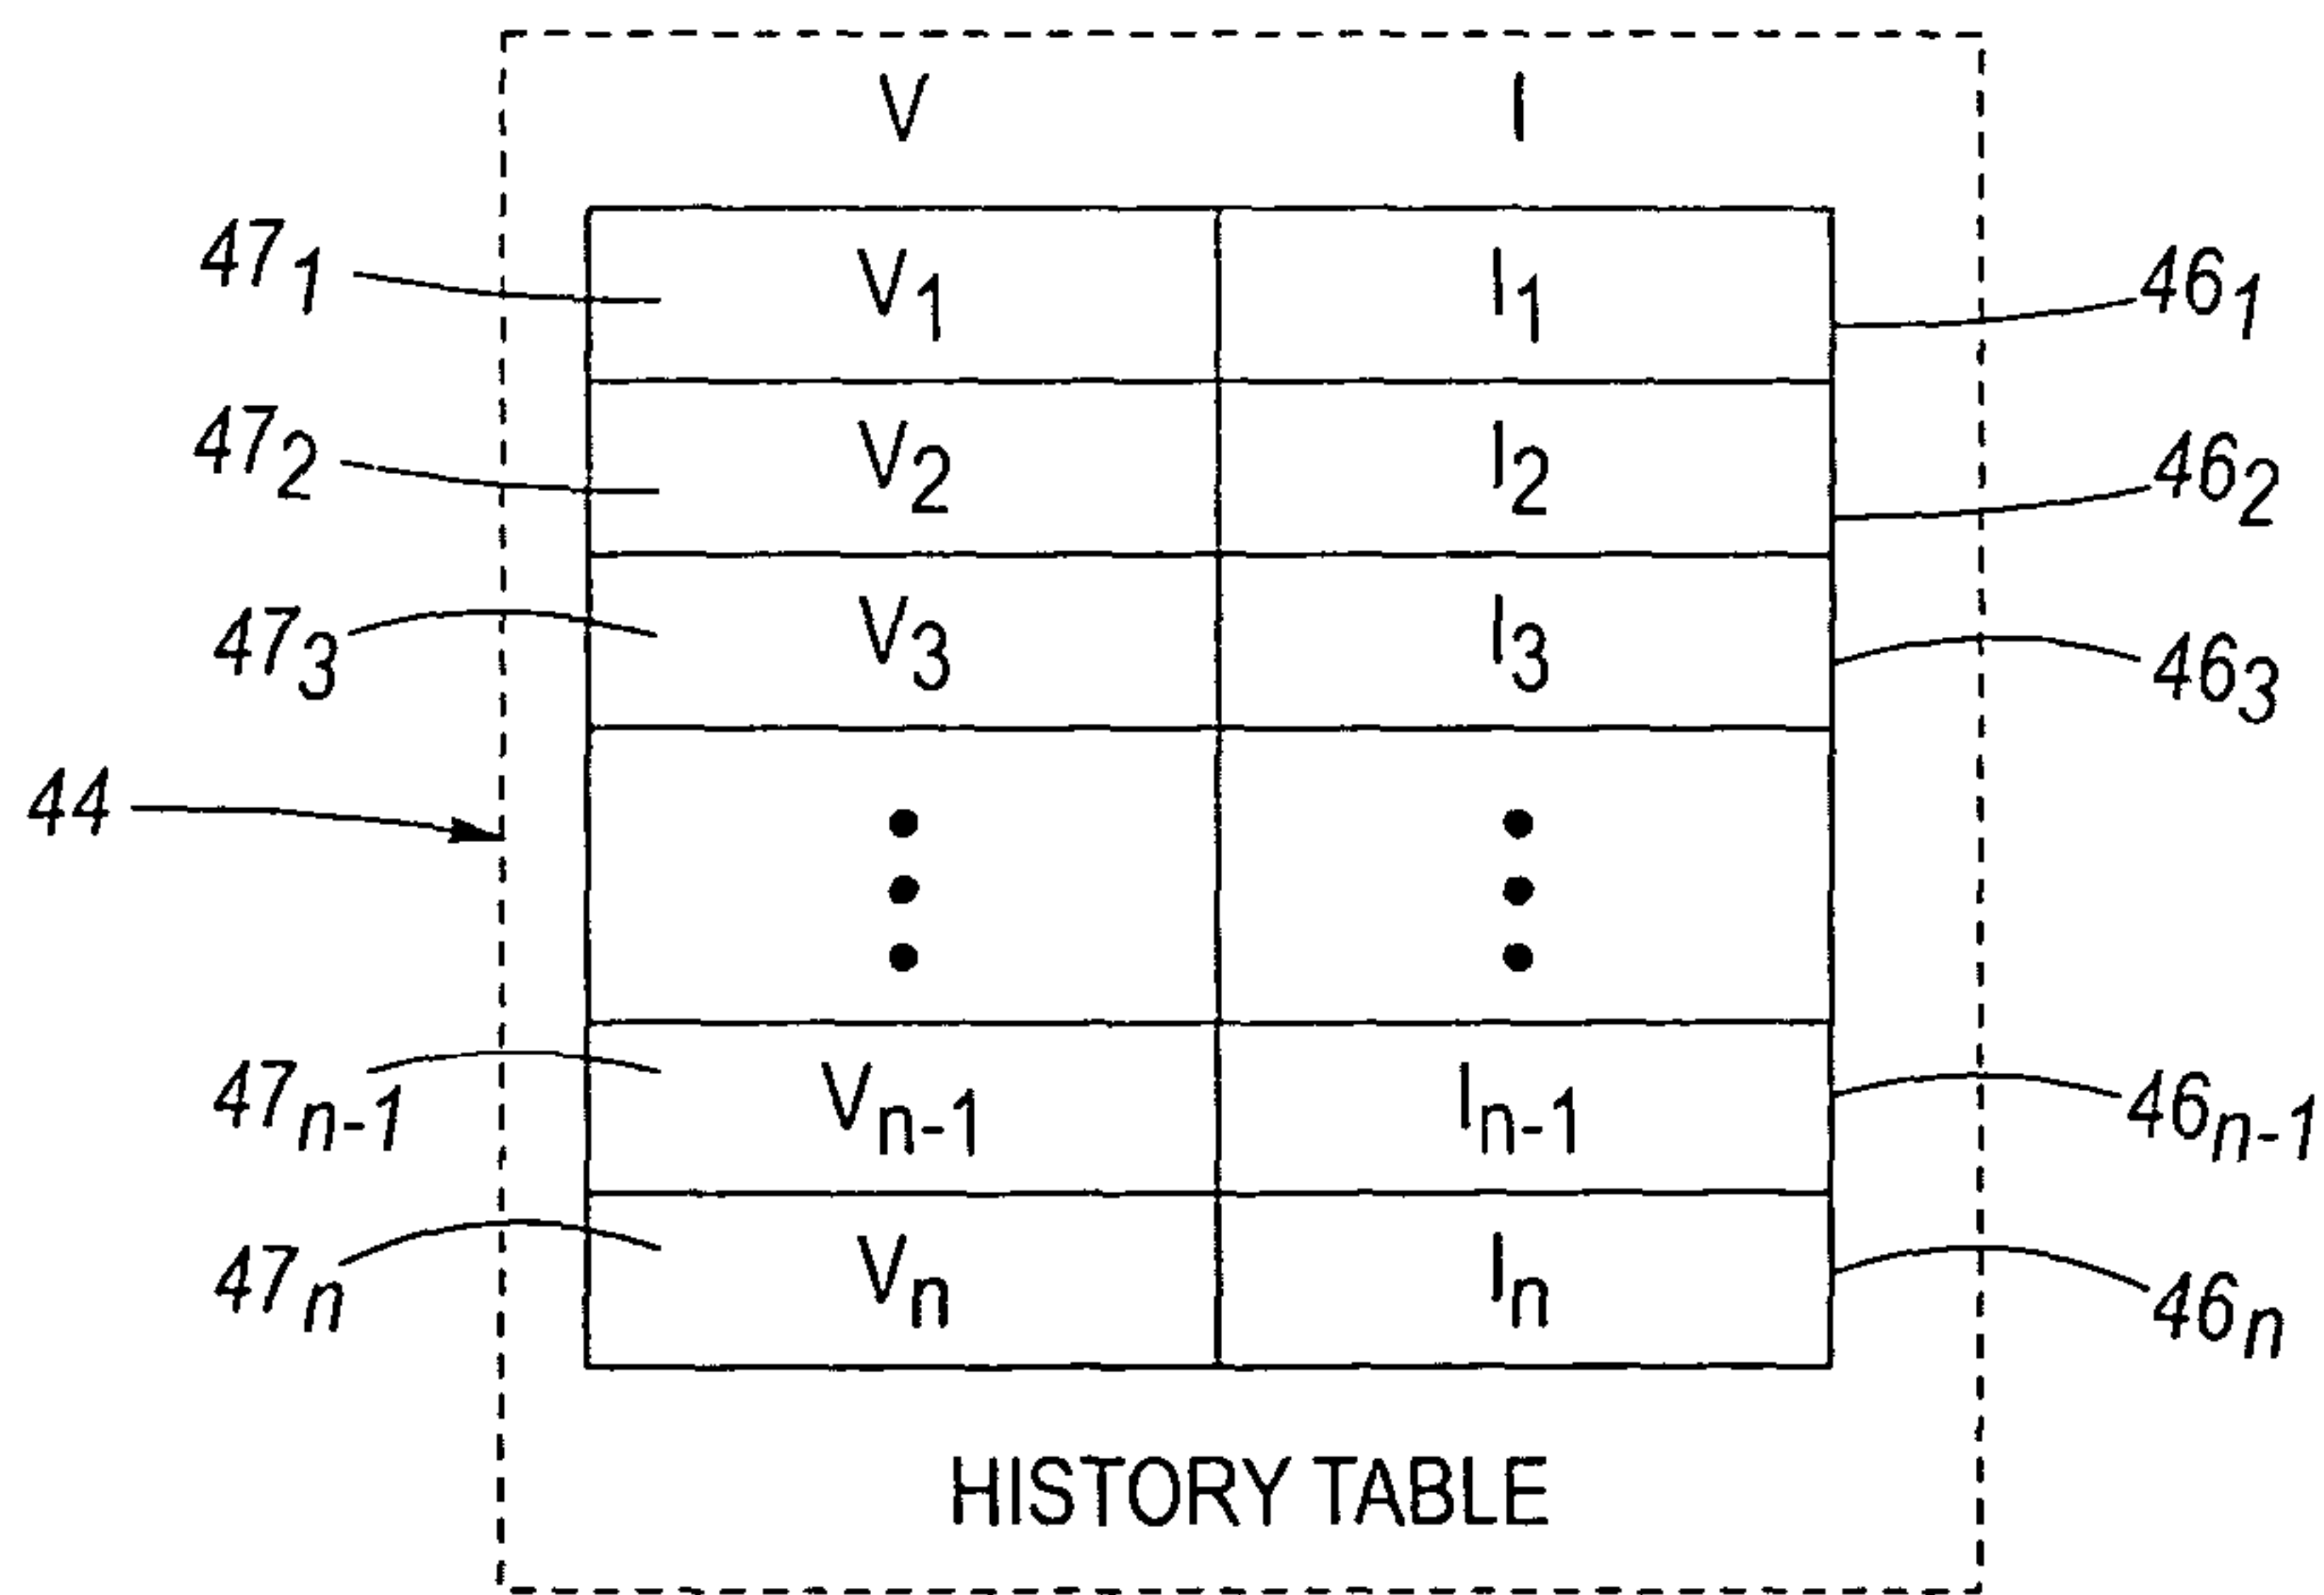 V I
47₁ V₁ I₁ 46₁
47₂ V₂ I₂ 46₂
47₃ V₃ I₃ 46₃
44
47ₙ₋₁ Vₙ₋₁ Iₙ₋₁ 46ₙ₋₁
47ₙ Vₙ Iₙ 46ₙ
HISTORY TABLE